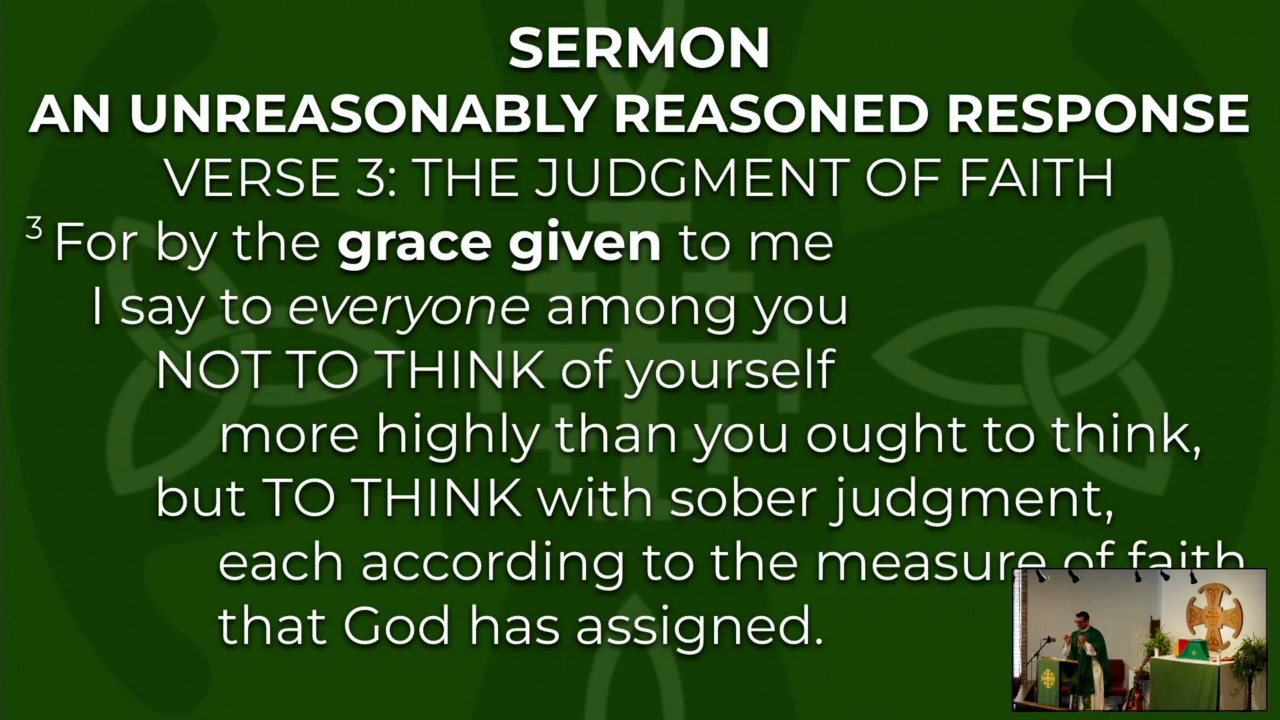 SERMON
AN UNREASONABLY REASONED RESPONSE
VERSE 3: THE JUDGMENT OF FAITH
3 For by the grace given to me
I say to everyone among you
NOT TO THINK of yourself
more highly than you ought to think,
but TO THINK with sober judgment,
each according to the measure of faith
that God has assigned.